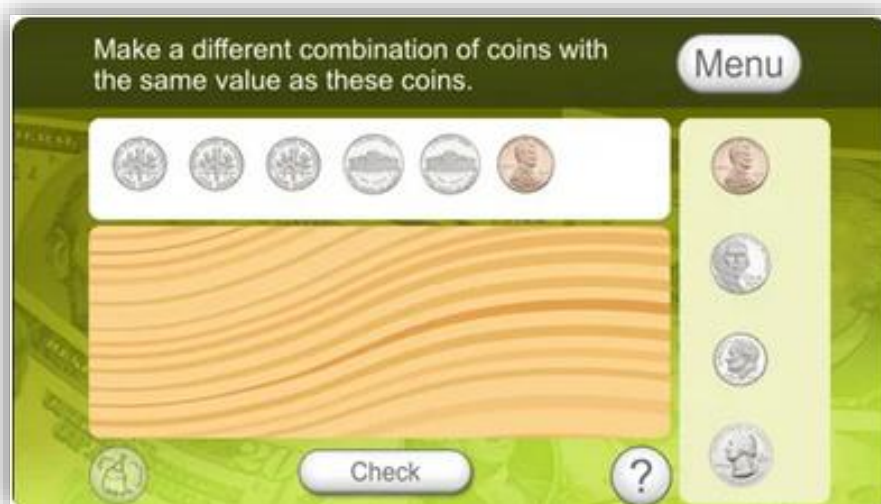 Make a different combination of coins with
the same value as these coins.
Menu
Check
?